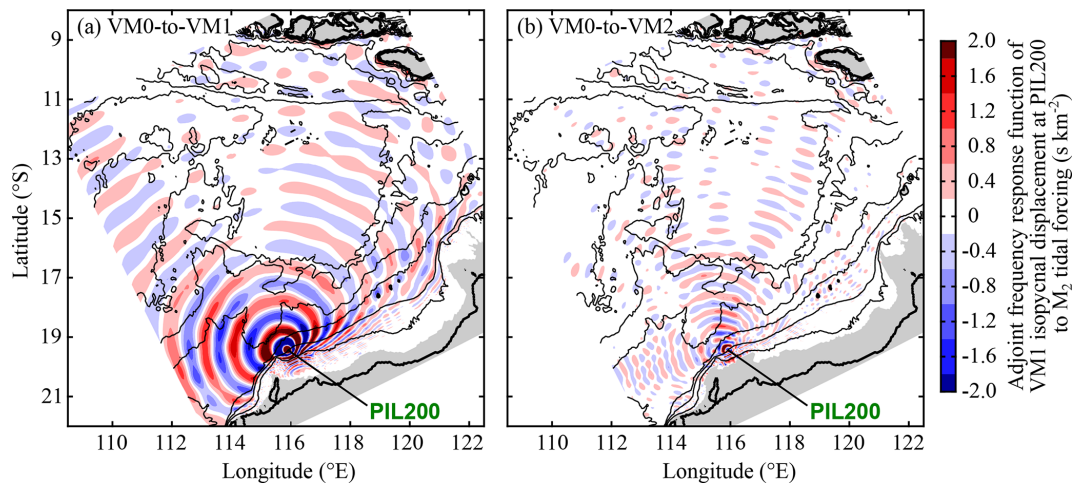 (a) VM0-to-VM1
(b) VM0-to-VM2
9
11
13
15
17
19
21
Latitude (°S)
PIL200
PIL200
110 112 114 116 118 120 122
110 112 114 116 118 120 122
Longitude (°E)
Longitude (°E)
2.0
1.6
1.2
0.8
0.4
0
-0.4
-0.8
-1.2
-1.6
-2.0
Adjoint frequency response function of
VM1 isopycnal displacement at PIL200
to M₂ tidal forcing (s km⁻²)